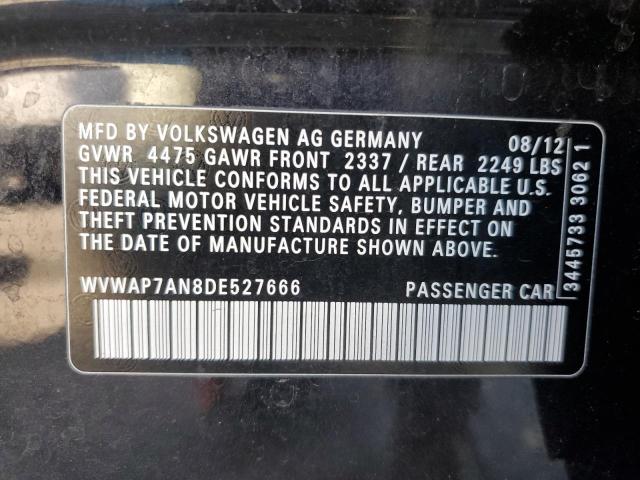 MFD BY VOLKSWAGEN AG GERMANY 08/12
GVWR 4475 GAWR FRONT 2337 / REAR 2249 LBS
THIS VEHICLE CONFORMS TO ALL APPLICABLE U.S.
FEDERAL MOTOR VEHICLE SAFETY, BUMPER AND
THEFT PREVENTION STANDARDS IN EFFECT ON
THE DATE OF MANUFACTURE SHOWN ABOVE.
WVWAP7AN8DE527666 PASSENGER CAR
3445733 3062 1